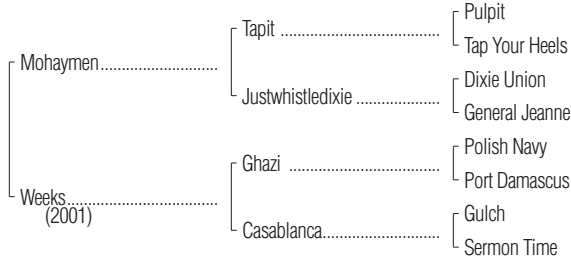 Pulpit
Tapit ................................
Tap Your Heels
Mohaymen...........................
Dixie Union
Justwhistledixie ...................
General Jeanne
Polish Navy
Ghazi ................................
Port Damascus
Weeks...................................
(2001)
Gulch
Casablanca...........................
Sermon Time